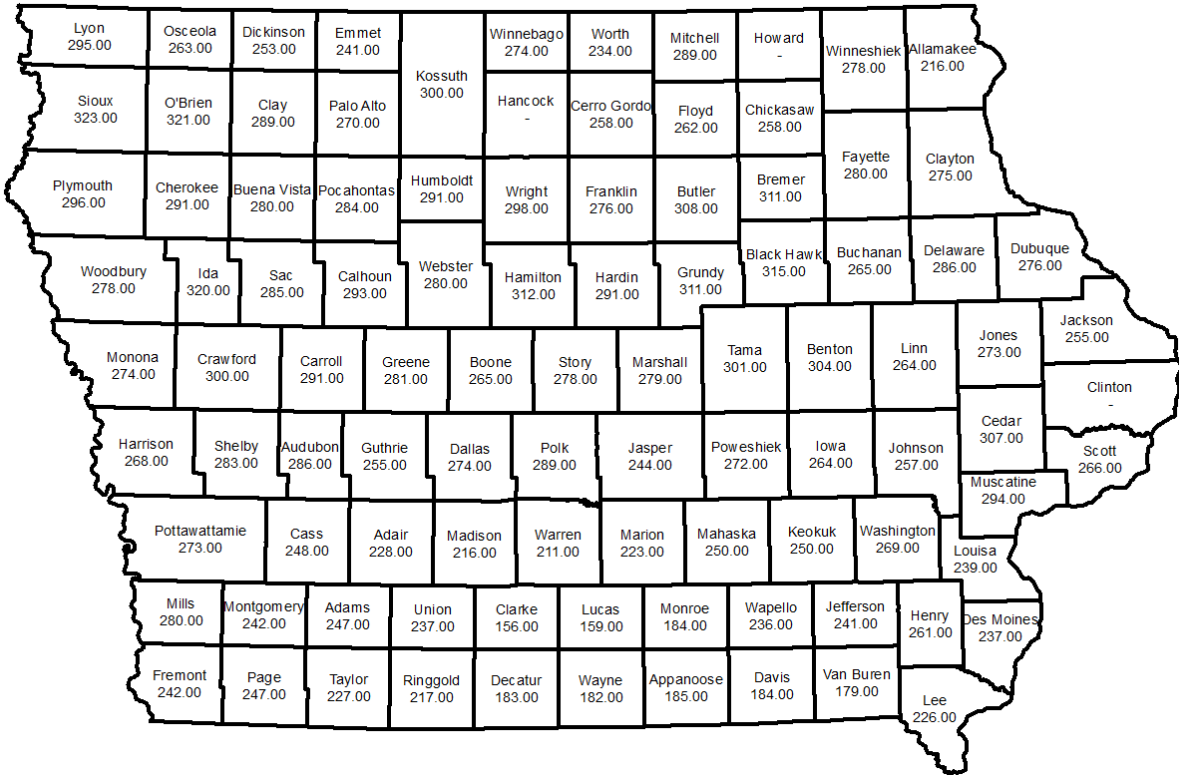 Lyon
295.00
Osceola
263.00
Dickinson
253.00
Emmet
241.00
Kossuth
300.00
Winnebago
274.00
Worth
234.00
Mitchell
289.00
Howard
-
Winneshiek
278.00
Allamakee
216.00
Sioux
323.00
O'Brien
321.00
Clay
289.00
Palo Alto
270.00
Hancock
-
Cerro Gordo
258.00
Floyd
262.00
Chickasaw
258.00
Fayette
280.00
Clayton
275.00
Plymouth
296.00
Cherokee
291.00
Buena Vista
280.00
Pocahontas
284.00
Humboldt
291.00
Wright
298.00
Franklin
276.00
Butler
308.00
Bremer
311.00
Woodbury
278.00
Ida
320.00
Sac
285.00
Calhoun
293.00
Webster
280.00
Hamilton
312.00
Hardin
291.00
Grundy
311.00
Black Hawk
315.00
Buchanan
265.00
Delaware
286.00
Dubuque
276.00
Monona
274.00
Crawford
300.00
Carroll
291.00
Greene
281.00
Boone
265.00
Story
278.00
Marshall
279.00
Tama
301.00
Benton
304.00
Linn
264.00
Jones
273.00
Jackson
255.00
Clinton
-
Harrison
268.00
Shelby
283.00
Audubon
286.00
Guthrie
255.00
Dallas
274.00
Polk
289.00
Jasper
244.00
Poweshiek
272.00
Iowa
264.00
Johnson
257.00
Cedar
307.00
Scott
266.00
Muscatine
294.00
Pottawattamie
273.00
Cass
248.00
Adair
228.00
Madison
216.00
Warren
211.00
Marion
223.00
Mahaska
250.00
Keokuk
250.00
Washington
269.00
Louisa
239.00
Mills
280.00
Montgomery
242.00
Adams
247.00
Union
237.00
Clarke
156.00
Lucas
159.00
Monroe
184.00
Wapello
236.00
Jefferson
241.00
Henry
261.00
Des Moines
237.00
Fremont
242.00
Page
247.00
Taylor
227.00
Ringgold
217.00
Decatur
183.00
Wayne
182.00
Appanoose
185.00
Davis
184.00
Van Buren
179.00
Lee
226.00